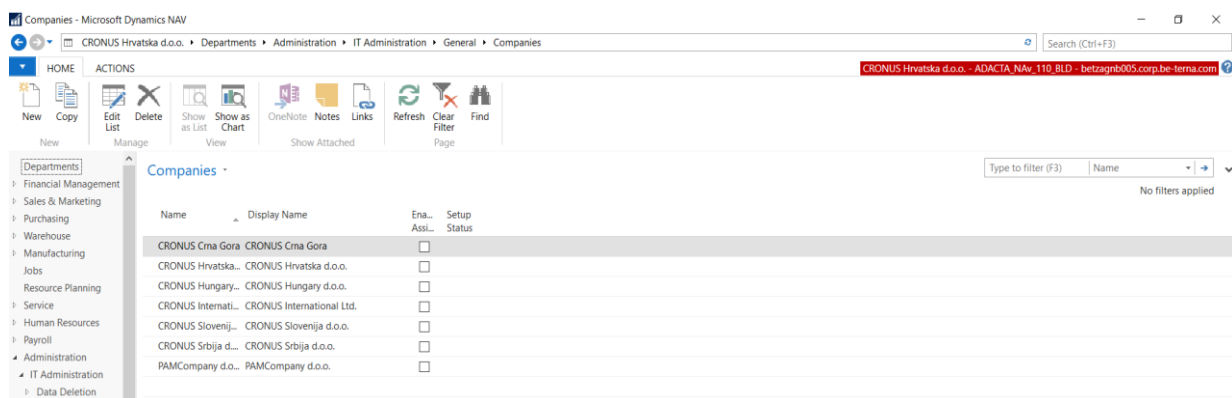 Companies - Microsoft Dynamics NAV
CRONUS Hrvatska d.o.o. Departments Administration IT Administration General Companies
Search (Ctrl+F3)
HOME ACTIONS
CRONUS Hrvatska d.o.o. - ADACTA_NAv_110_BLD - betzagnb005.corp.be-terna.com
New Copy Edit List Delete Show as List Show as Chart OneNote Notes Links Refresh Clear Filter Find
New Manage View Show Attached Page
Departments
Financial Management
Sales & Marketing
Purchasing
Warehouse
Manufacturing
Jobs
Resource Planning
Service
Human Resources
Payroll
Administration
IT Administration
Data Deletion
Companies
Type to filter (F3) Name
No filters applied
Name Display Name Ena... Assi... Setup Status
CRONUS Crna Gora CRONUS Crna Gora
CRONUS Hrvatska... CRONUS Hrvatska d.o.o.
CRONUS Hungary... CRONUS Hungary d.o.o.
CRONUS Internati... CRONUS International Ltd.
CRONUS Slovenij... CRONUS Slovenija d.o.o.
CRONUS Srbija d.... CRONUS Srbija d.o.o.
PAMCompany d.o... PAMCompany d.o.o.